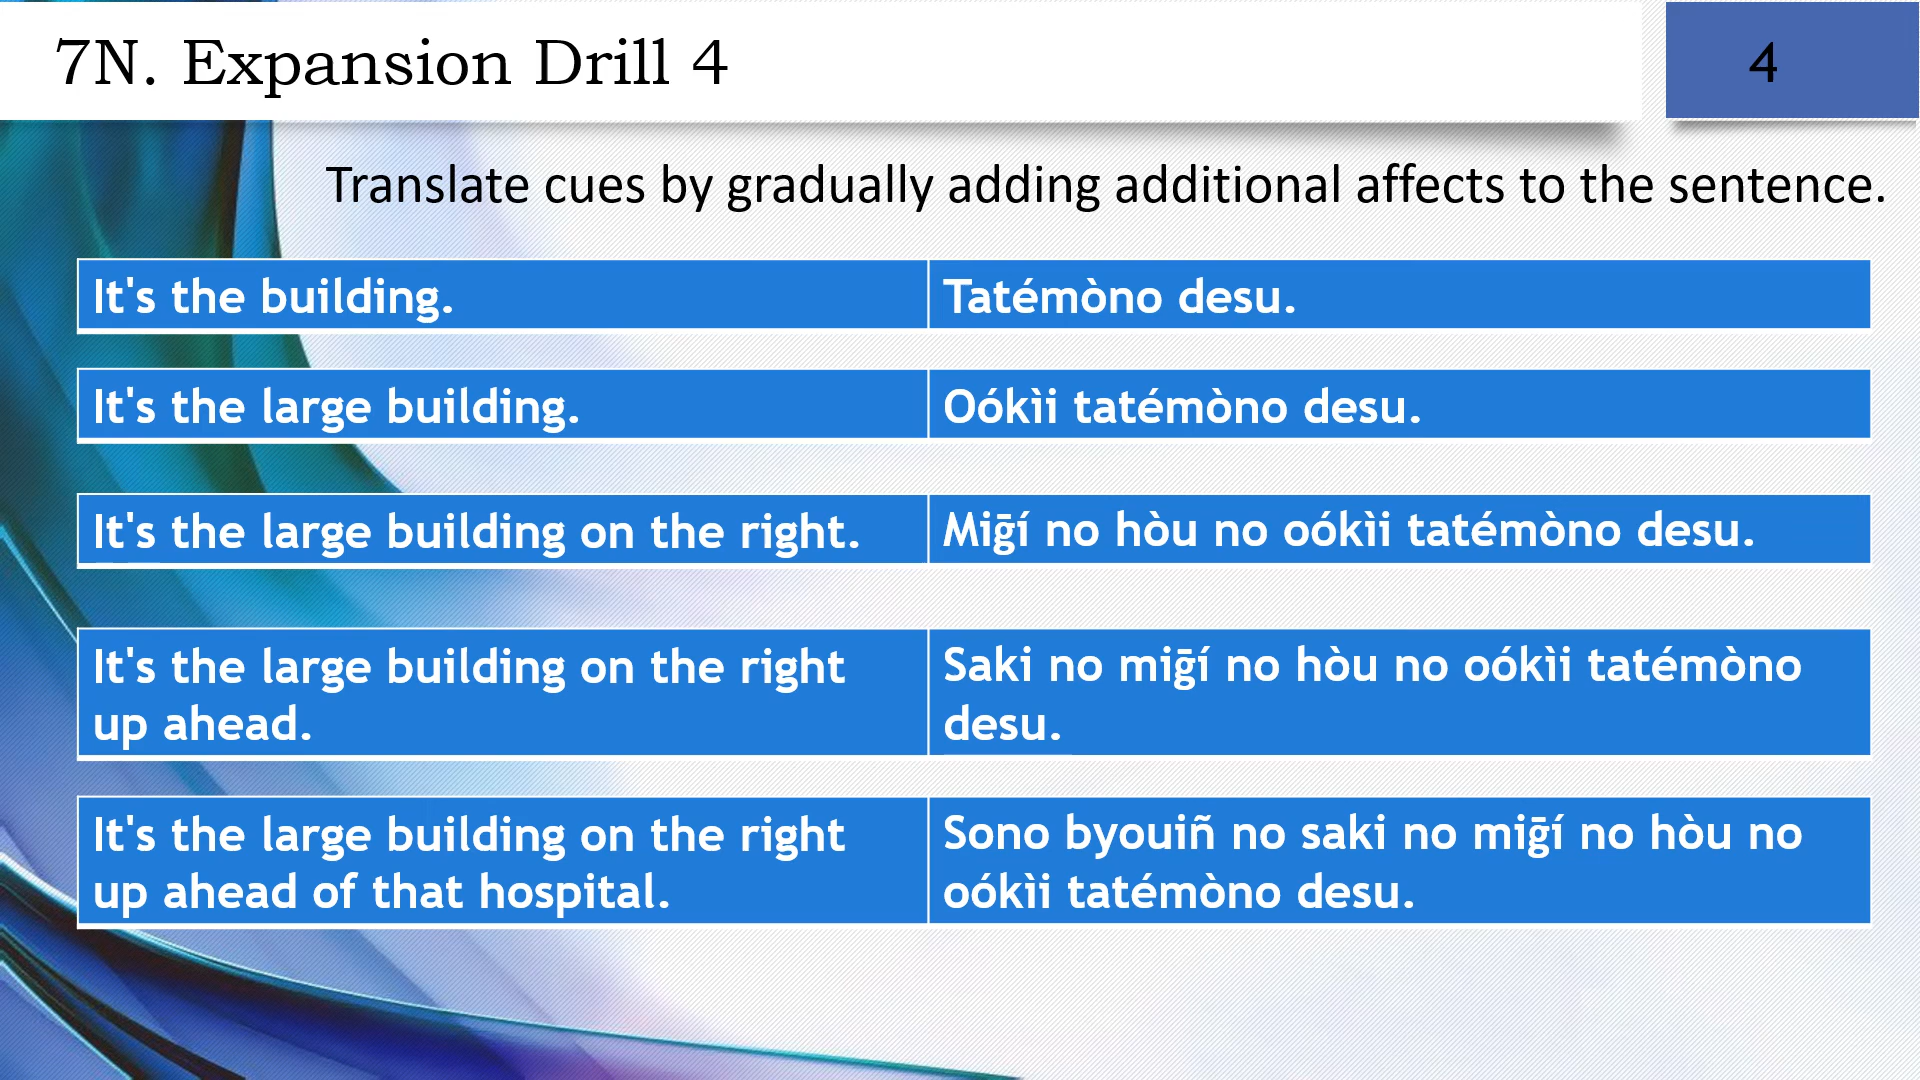 7N. Expansion Drill 4
4
Translate cues by gradually adding additional affects to the sentence.
It's the building.
Tatémòno desu.
It's the large building.
Oókìi tatémòno desu.
It's the large building on the right.
Miḡí no hòu no oókìi tatémòno desu.
It's the large building on the right
up ahead.
Saki no miḡí no hòu no oókìi tatémòno
desu.
It's the large building on the right
up ahead of that hospital.
Sono byouiñ no saki no miḡí no hòu no
oókìi tatémòno desu.